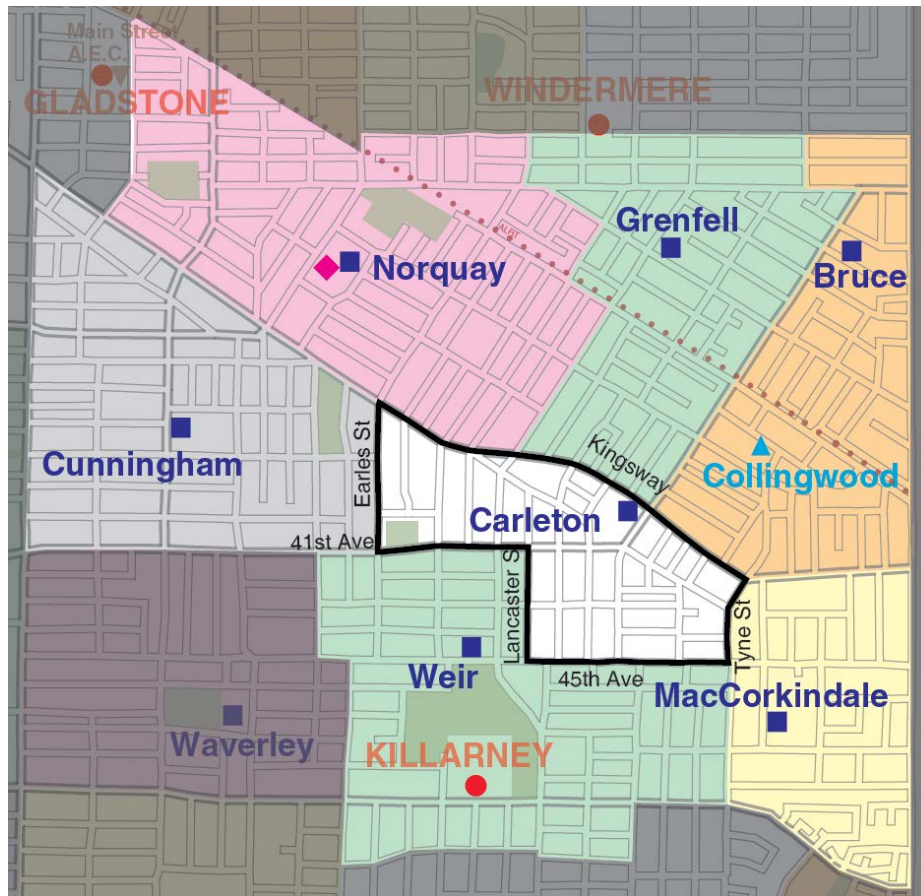 Main Street
A.E.C.
GLADSTONE
WINDERMERE
Grenfell
ALRT
Norquay
Bruce
Earles St
Kingsway
Cunningham
Collingwood
Carleton
41st Ave
Lancaster S
Tyne St
Weir
45th Ave
MacCorkindale
Waverley
KILLARNEY